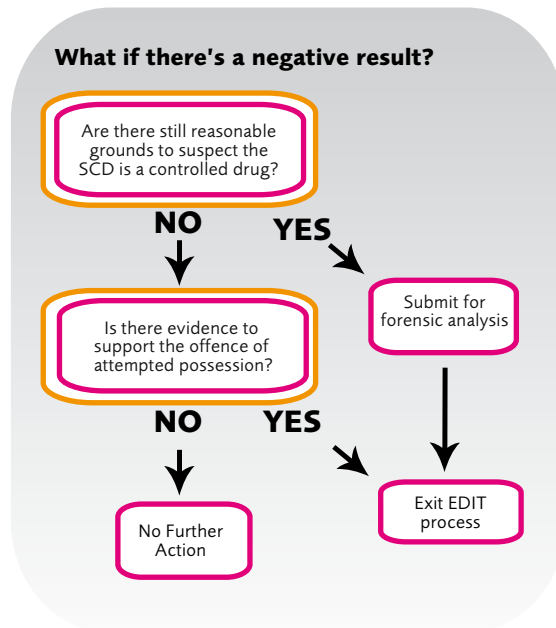 What if there's a negative result?
Are there still reasonable
grounds to suspect the
SCD is a controlled drug?
NO
YES
Submit for
forensic analysis
Is there evidence to
support the offence of
attempted possession?
NO
YES
No Further
Action
Exit EDIT
process